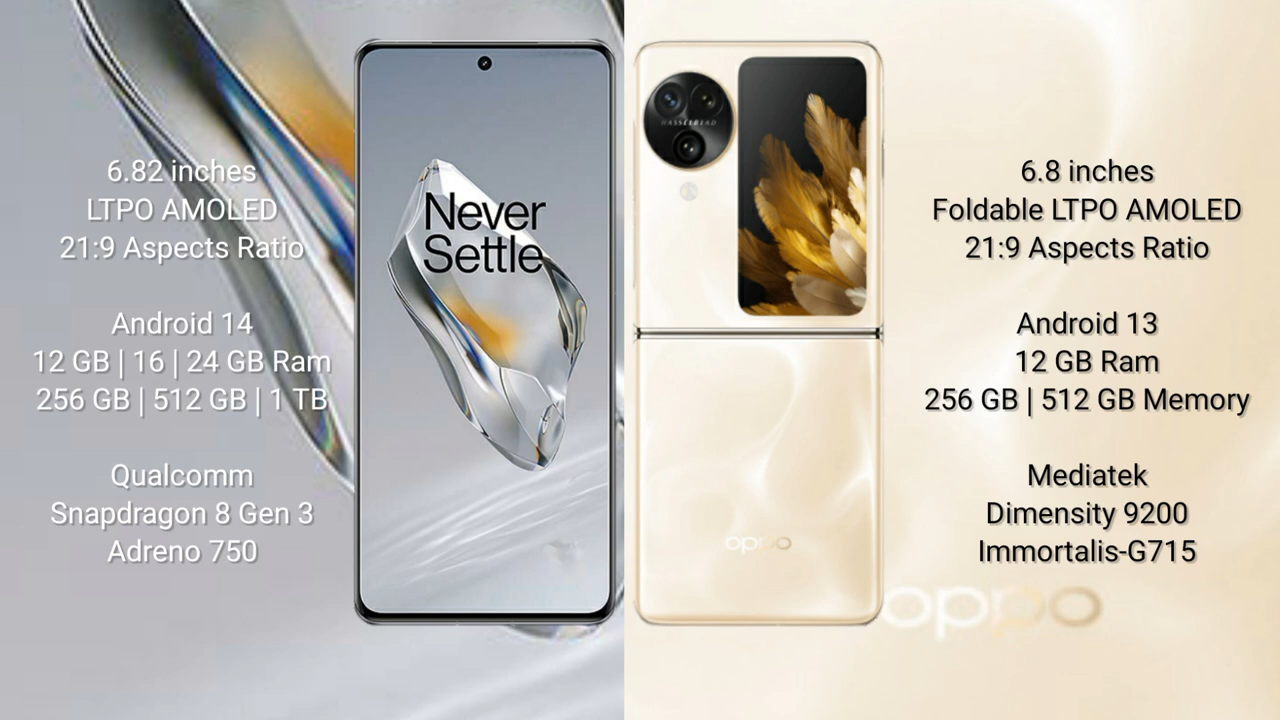 6.82 inches
LTPO AMOLED
21:9 Aspects Ratio
Android 14
12 GB | 16 | 24 GB Ram
256 GB | 512 GB | 1 TB
Qualcomm
Snapdragon 8 Gen 3
Adreno 750
Never
Settle
HASSELBLAD
oppo
6.8 inches
Foldable LTPO AMOLED
21:9 Aspects Ratio
Android 13
12 GB Ram
256 GB | 512 GB Memory
Mediatek
Dimensity 9200
Immortalis-G715
oppo